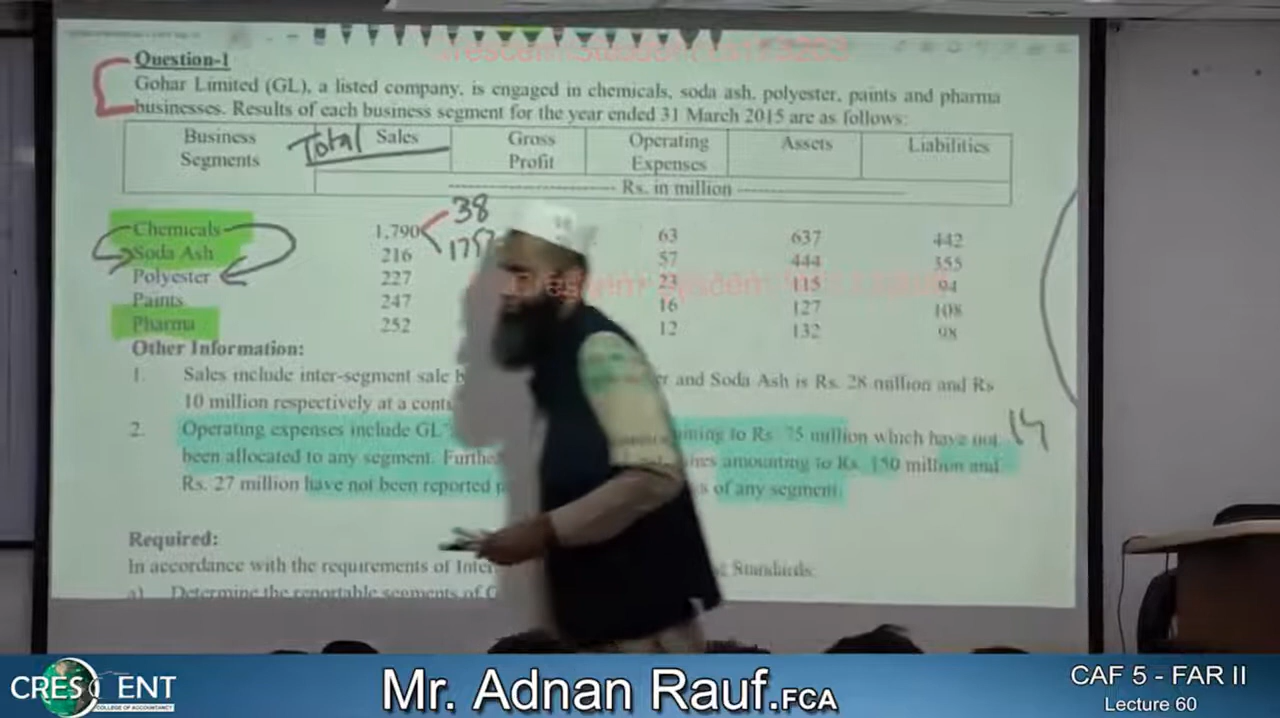 Question-1
Gohar Limited (GL), a listed company, is engaged in chemicals, soda ash, polyester, paints and pharma
businesses. Results of each business segment for the year ended 31 March 2015 are as follows:
Business Segments Total Sales Gross Profit Operating Expenses Assets Liabilities
Rs. in million
Chemicals 1,790 38 63 637 442
Soda Ash 216 57 444 355
Polyester 227 23 115 94
Paints 247 16 127 108
Pharma 252 12 132 98
Other Information:
1. Sales include inter-segment sale and Soda Ash is Rs. 28 million and Rs
10 million respectively at a
2. Operating expenses include GL to Rs. 75 million which have not
been allocated to any segment. amounting to Rs. 150 million and
Rs. 27 million have not been reported of any segment.
Required:
In accordance with the requirements of Standards.
a) Determine the reportable segments of
CRESCENT
COLLEGE OF ACCOUNTANCY
Mr. Adnan Rauf.FCA
CAF 5 - FAR II
Lecture 60